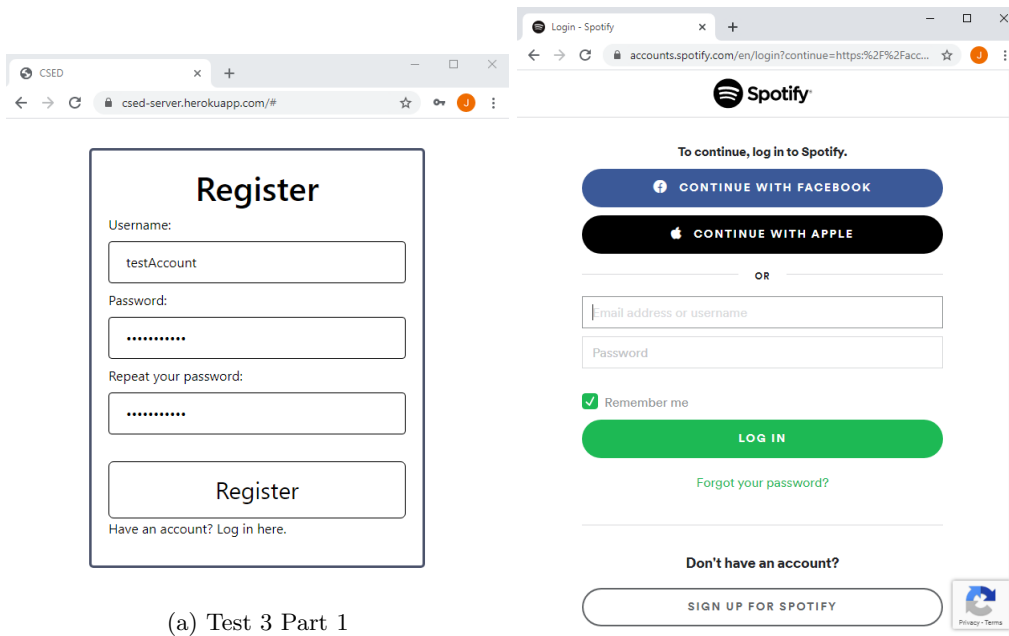 CSED
csed-server.herokuapp.com/#
J
Register
Username:
testAccount
Password:
•••••••••••
Repeat your password:
•••••••••••
Register
Have an account? Log in here.
(a) Test 3 Part 1
Login - Spotify
accounts.spotify.com/en/login?continue=https:%2F%2Facc...
J
Spotify
To continue, log in to Spotify.
CONTINUE WITH FACEBOOK
CONTINUE WITH APPLE
OR
Email address or username
Password
Remember me
LOG IN
Forgot your password?
Don't have an account?
SIGN UP FOR SPOTIFY
Privacy - Terms